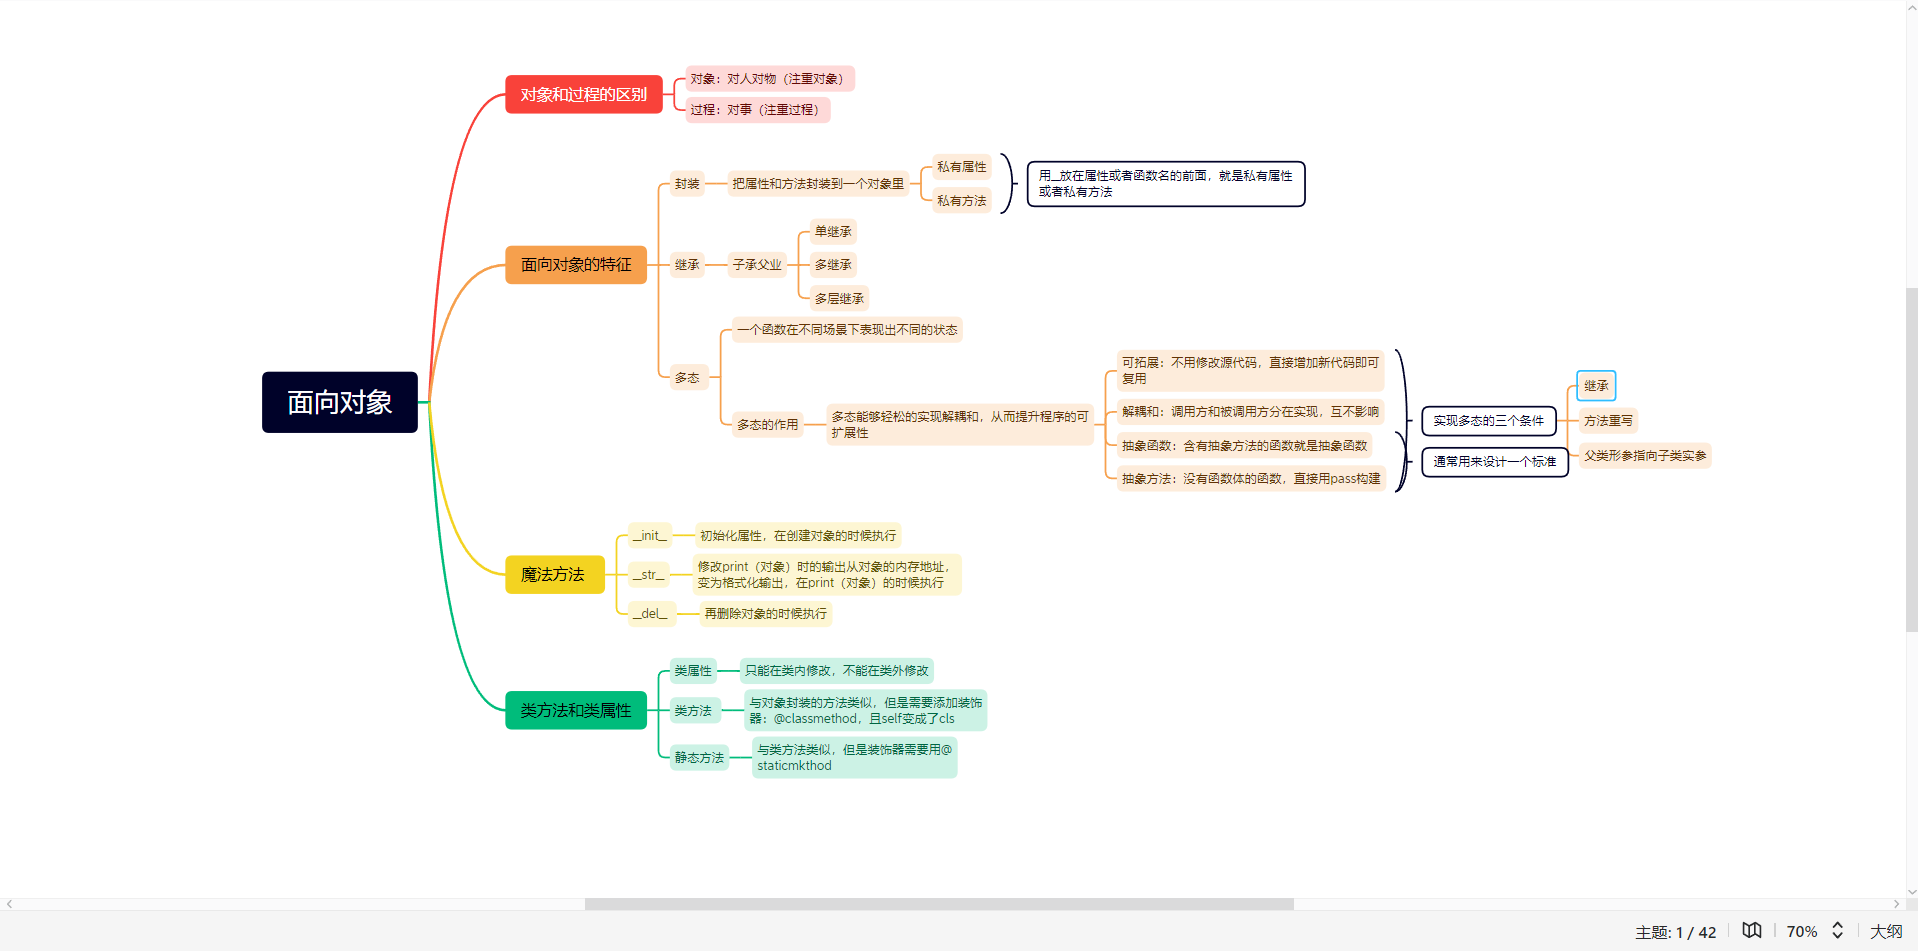 面向对象
对象和过程的区别
对象：对人对物（注重对象）
过程：对事（注重过程）
面向对象的特征
封装
把属性和方法封装到一个对象里
私有属性
私有方法
用__放在属性或者函数名的前面，就是私有属性
或者私有方法
继承
子承父业
单继承
多继承
多层继承
多态
一个函数在不同场景下表现出不同的状态
多态的作用
多态能够轻松的实现解耦和，从而提升程序的可
扩展性
可拓展：不用修改源代码，直接增加新代码即可
复用
解耦和：调用方和被调用方分在实现，互不影响
抽象函数：含有抽象方法的函数就是抽象函数
抽象方法：没有函数体的函数，直接用pass构建
实现多态的三个条件
继承
方法重写
父类形参指向子类实参
通常用来设计一个标准
魔法方法
__init__
初始化属性，在创建对象的时候执行
__str__
修改print（对象）时的输出从对象的内存地址，
变为格式化输出，在print（对象）的时候执行
__del__
再删除对象的时候执行
类方法和类属性
类属性
只能在类内修改，不能在类外修改
类方法
与对象封装的方法类似，但是需要添加装饰
器：@classmethod，且self变成了cls
静态方法
与类方法类似，但是装饰器需要用@
staticmkthod
主题: 1 / 42
70%
大纲